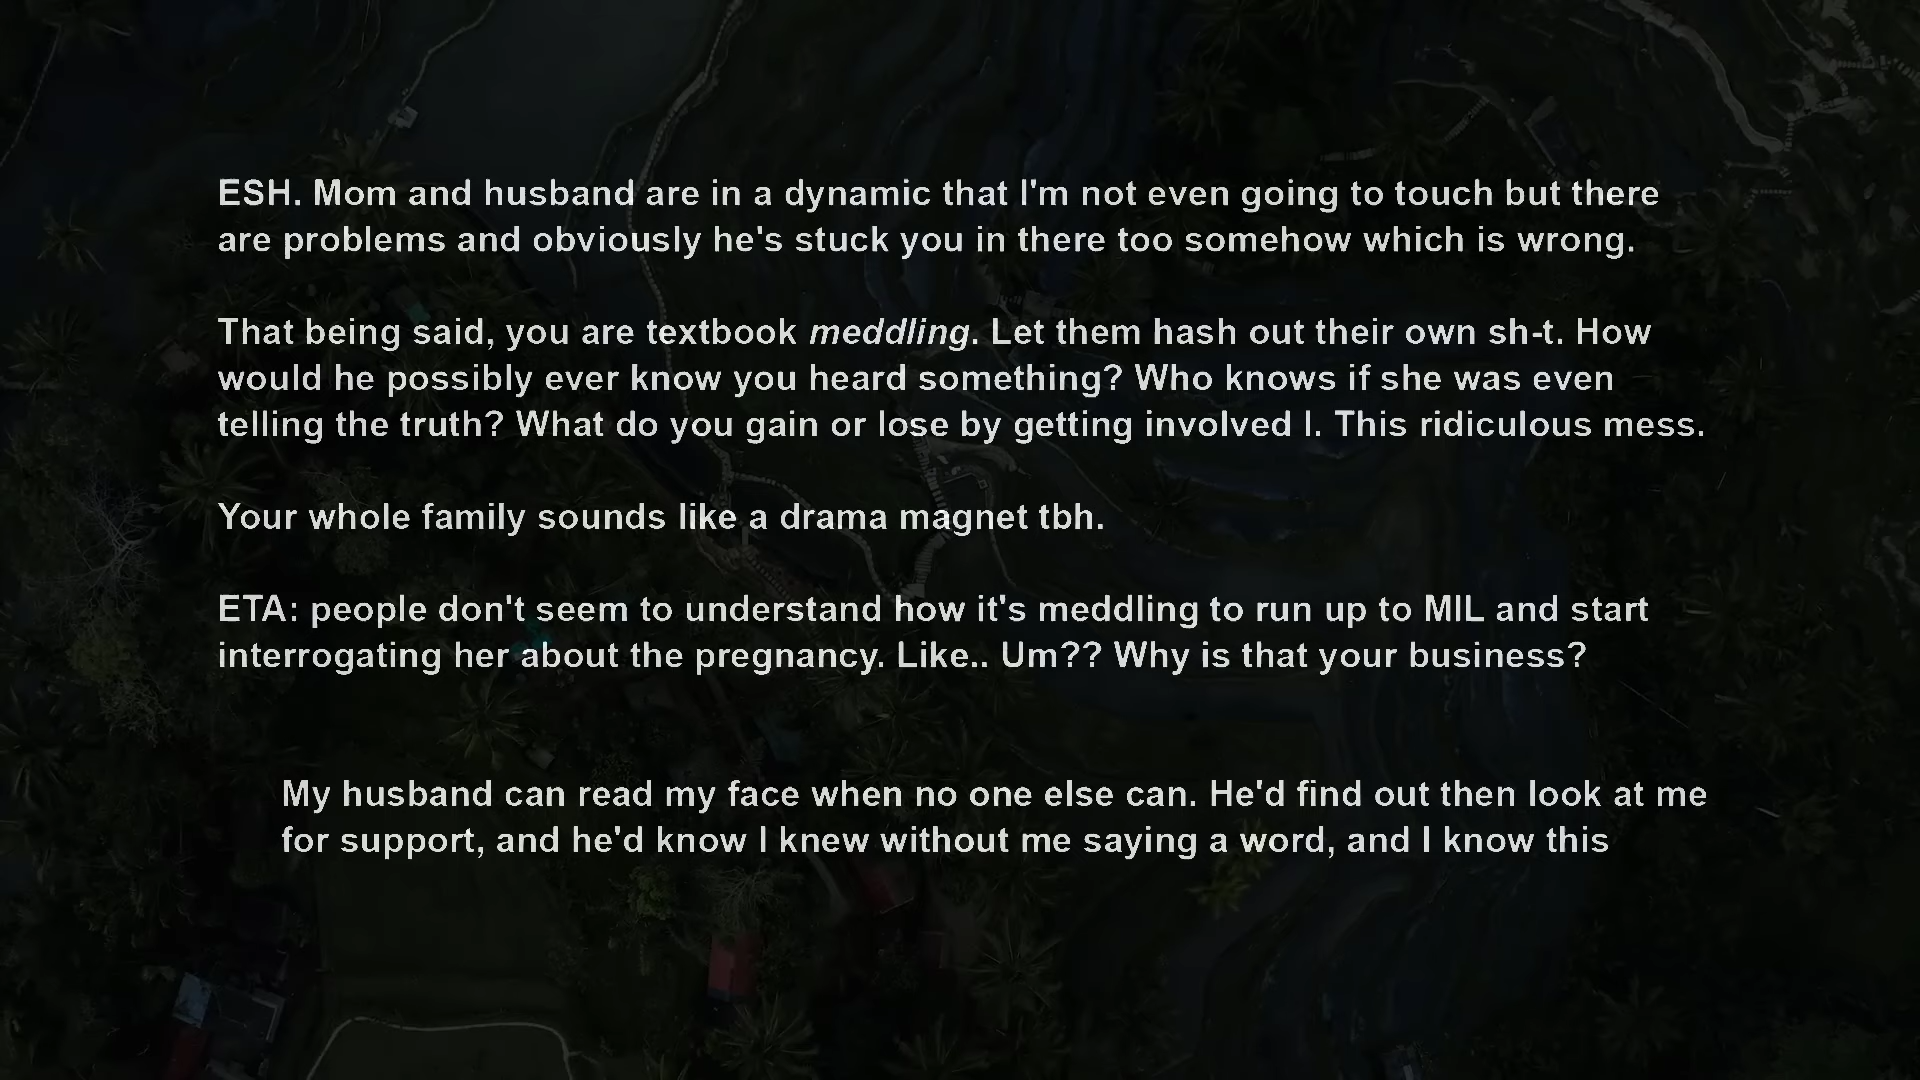 ESH. Mom and husband are in a dynamic that I'm not even going to touch but there
are problems and obviously he's stuck you in there too somehow which is wrong.
That being said, you are textbook meddling. Let them hash out their own sh-t. How
would he possibly ever know you heard something? Who knows if she was even
telling the truth? What do you gain or lose by getting involved I. This ridiculous mess.
Your whole family sounds like a drama magnet tbh.
ETA: people don't seem to understand how it's meddling to run up to MIL and start
interrogating her about the pregnancy. Like.. Um?? Why is that your business?
My husband can read my face when no one else can. He'd find out then look at me
for support, and he'd know I knew without me saying a word, and I know this